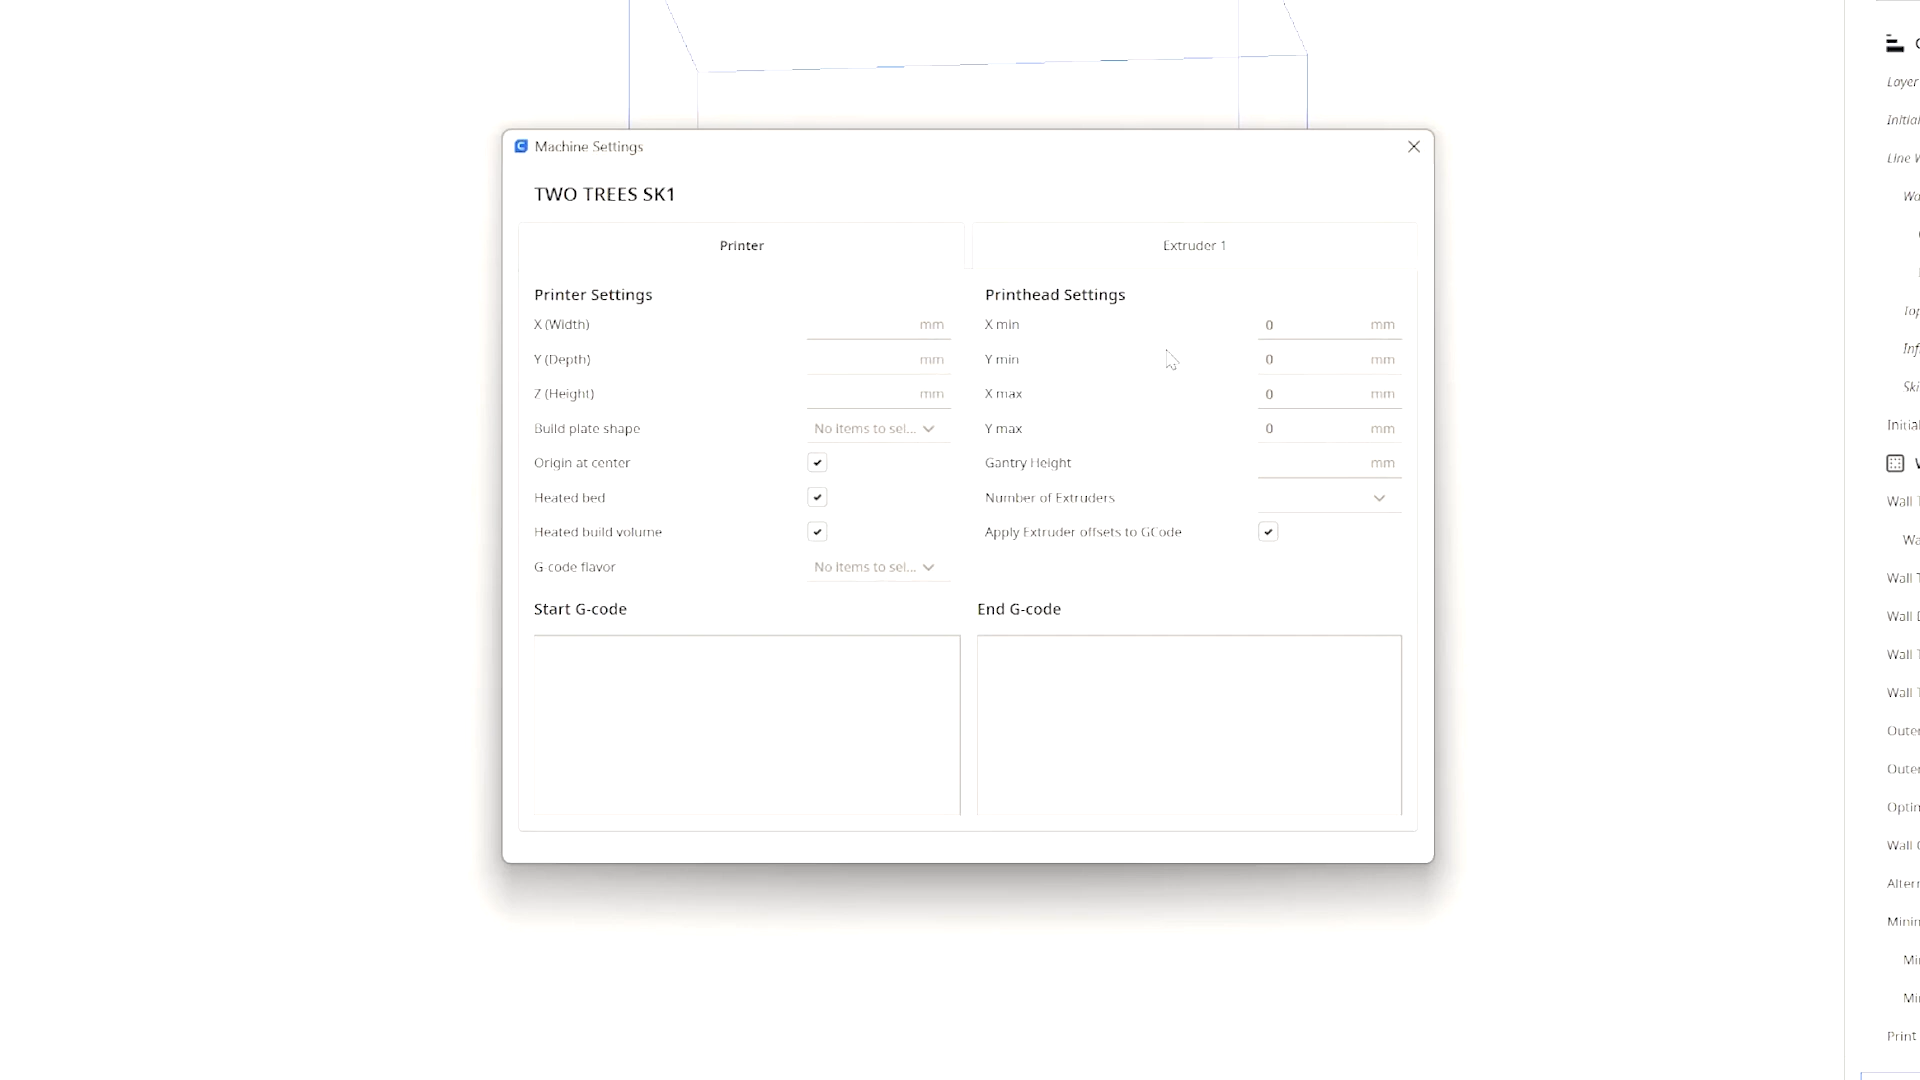 Machine Settings
TWO TREES SK1
Printer
Extruder 1
Printer Settings
X (Width) mm
Y (Depth) mm
Z (Height) mm
Build plate shape No items to sel...
Origin at center
Heated bed
Heated build volume
G-code flavor No items to sel...
Printhead Settings
X min 0 mm
Y min 0 mm
X max 0 mm
Y max 0 mm
Gantry Height mm
Number of Extruders
Apply Extruder offsets to GCode
Start G-code
End G-code
Layer
Initial
Line
Initial
Wall
Wall
Wall
Wall
Wall
Outer
Outer
Wall
Print